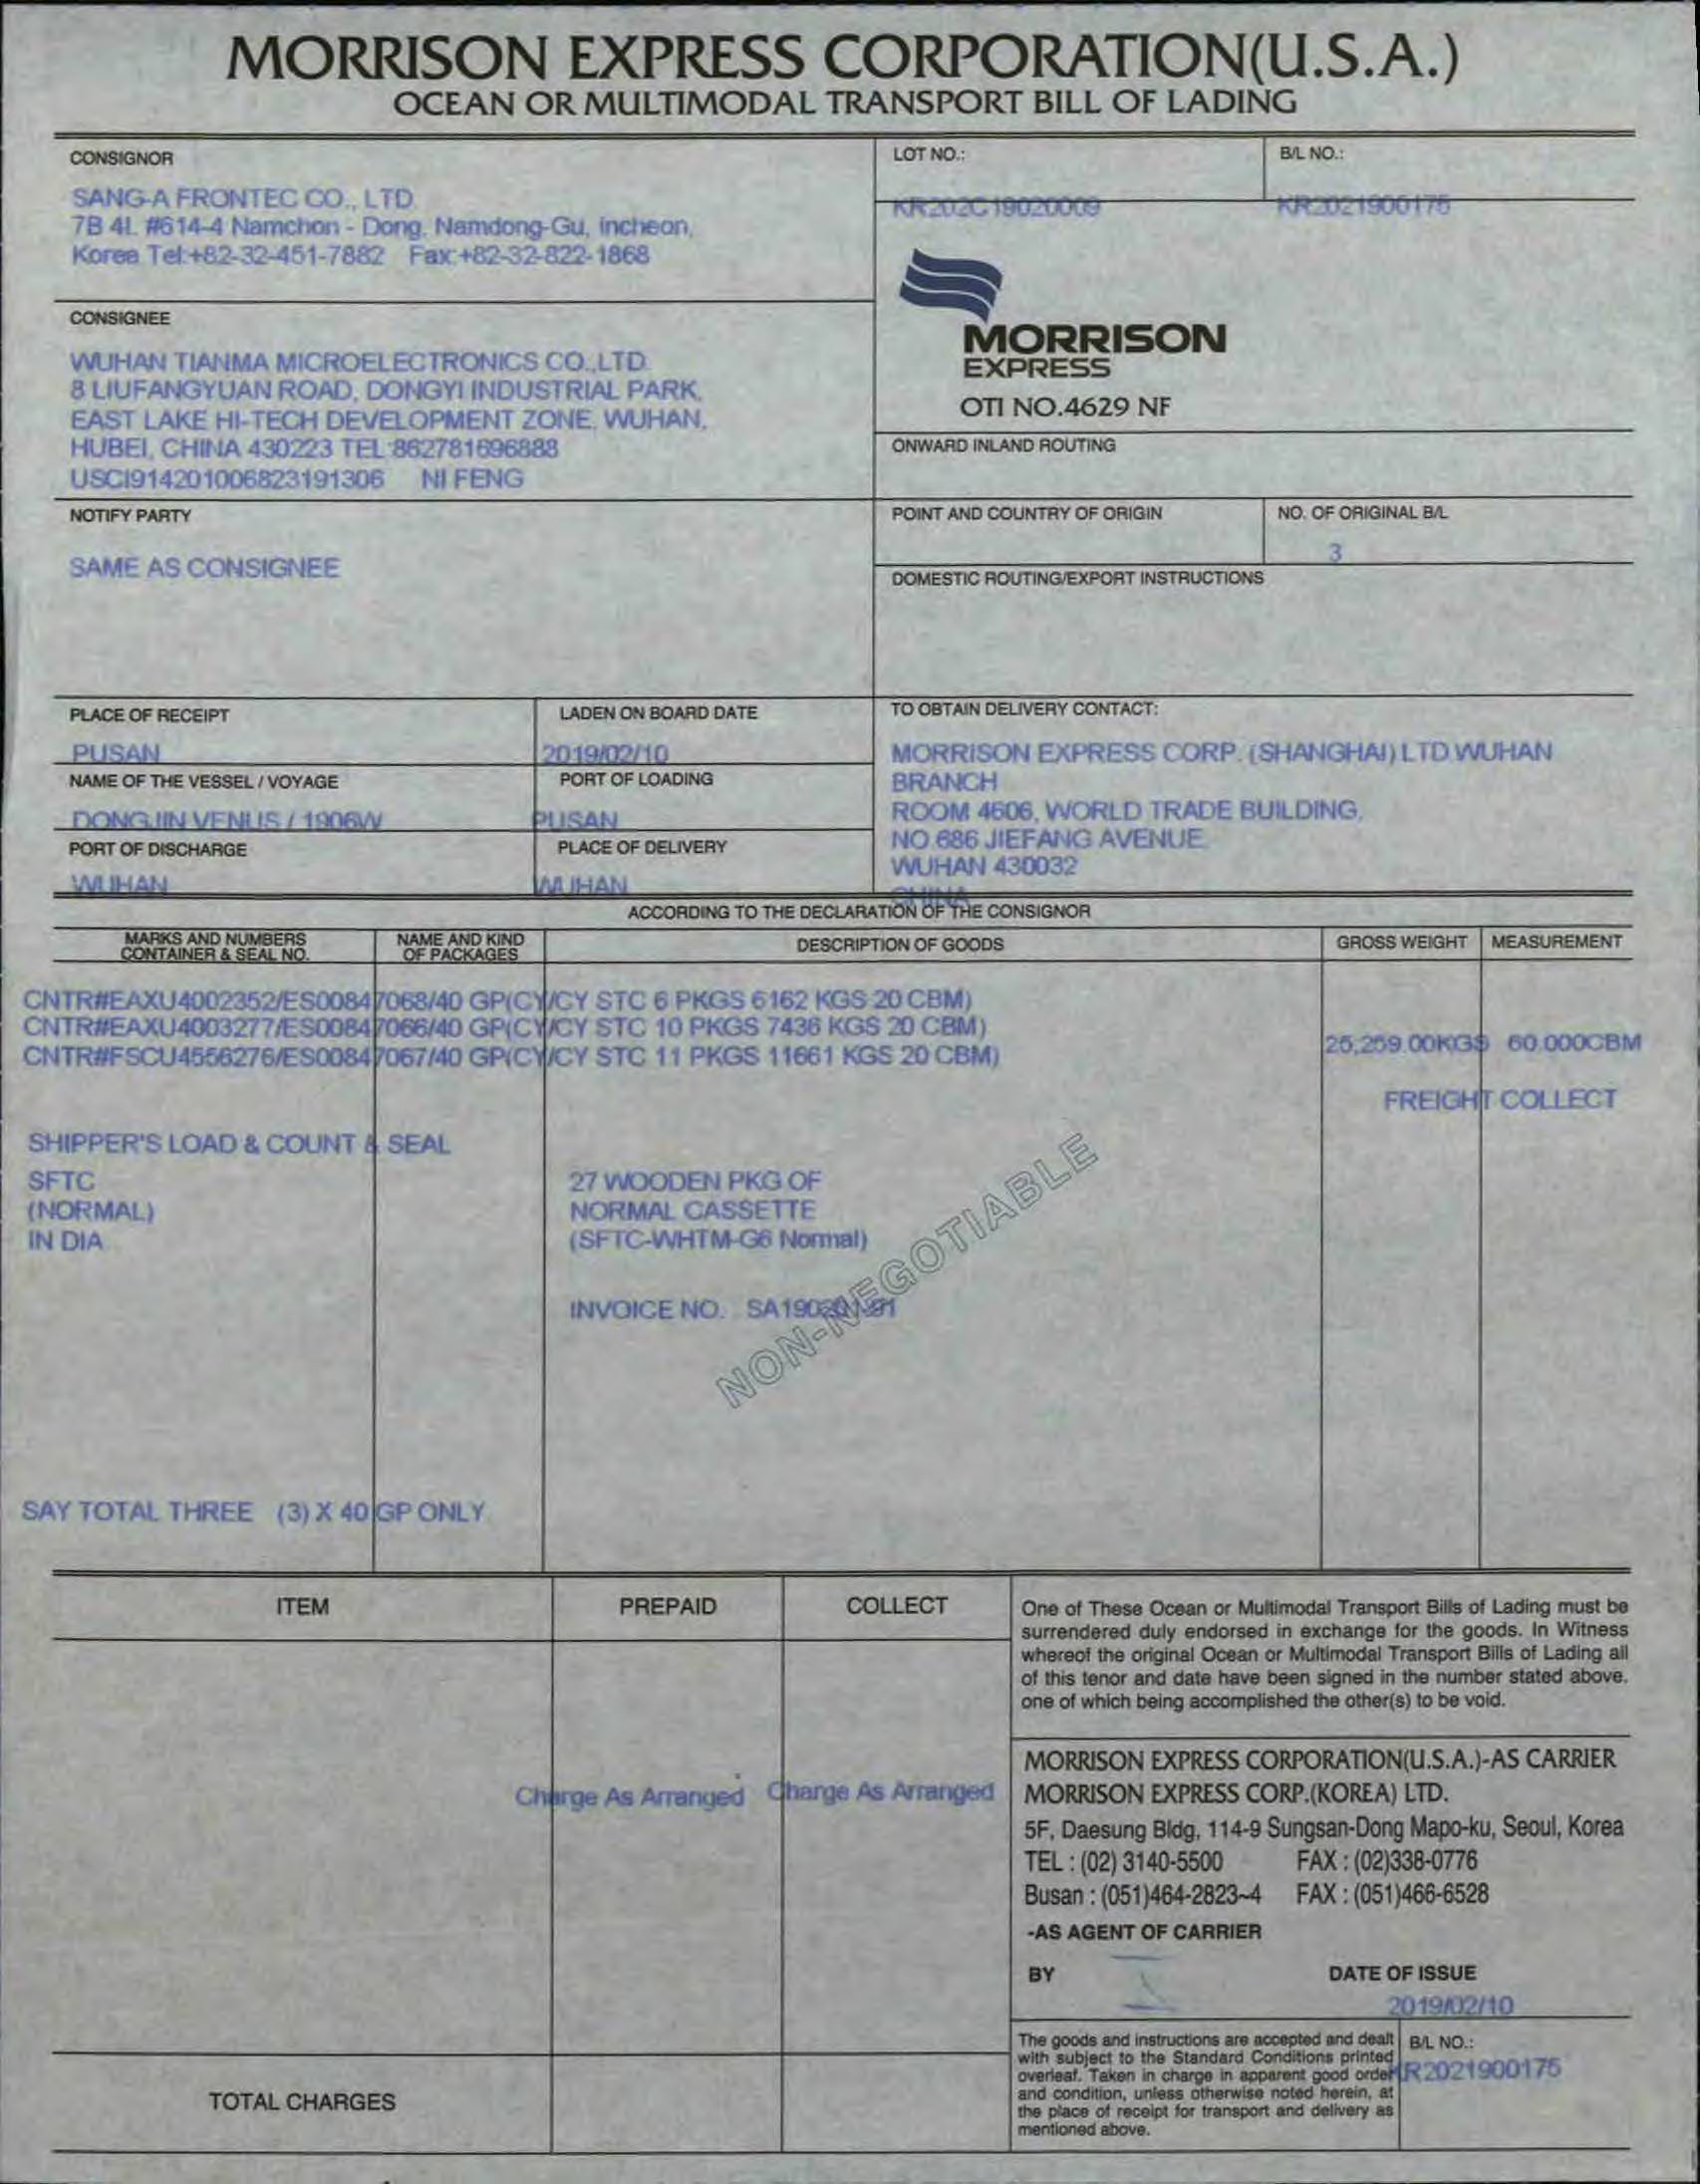 MORRISON EXPRESS CORPORATION(U.S.A.)
OCEAN OR MULTIMODAL TRANSPORT BILL OF LADING
CONSIGNOR
SANG-A FRONTEC CO., LTD.
7B 4L #614-4 Namchon - Dong, Namdong-Gu, Incheon,
Korea Tel:+82-32-451-7882 Fax:+82-32-822-1868
LOT NO.:
KR202C19020009
B/L NO.:
KR2021900175
MORRISON
EXPRESS
OTI NO.4629 NF
CONSIGNEE
WUHAN TIANMA MICROELECTRONICS CO.,LTD.
8 LIUFANGYUAN ROAD, DONGYI INDUSTRIAL PARK,
EAST LAKE HI-TECH DEVELOPMENT ZONE, WUHAN,
HUBEI, CHINA 430223 TEL:862781696888
USCI914201006823191306 NI FENG
ONWARD INLAND ROUTING
NOTIFY PARTY
SAME AS CONSIGNEE
POINT AND COUNTRY OF ORIGIN
NO. OF ORIGINAL B/L
3
DOMESTIC ROUTING/EXPORT INSTRUCTIONS
PLACE OF RECEIPT
PUSAN
LADEN ON BOARD DATE
2019/02/10
NAME OF THE VESSEL / VOYAGE
DONGJIN VENUS / 1906W
PORT OF LOADING
PUSAN
PORT OF DISCHARGE
WUHAN
PLACE OF DELIVERY
WUHAN
TO OBTAIN DELIVERY CONTACT:
MORRISON EXPRESS CORP. (SHANGHAI) LTD.WUHAN
BRANCH
ROOM 4606, WORLD TRADE BUILDING,
NO.686 JIEFANG AVENUE
WUHAN 430032
CHINA
ACCORDING TO THE DECLARATION OF THE CONSIGNOR
MARKS AND NUMBERS
CONTAINER & SEAL NO.
NAME AND KIND
OF PACKAGES
DESCRIPTION OF GOODS
GROSS WEIGHT
MEASUREMENT
CNTR#EAXU4002352/ES00847068/40 GP(CY/CY STC 6 PKGS 6162 KGS 20 CBM)
CNTR#EAXU4003277/ES00847066/40 GP(CY/CY STC 10 PKGS 7436 KGS 20 CBM)
CNTR#FSCU4556276/ES00847067/40 GP(CY/CY STC 11 PKGS 11661 KGS 20 CBM)
25,259.00KGS 60.000CBM
FREIGHT COLLECT
SHIPPER'S LOAD & COUNT & SEAL
SFTC
(NORMAL)
IN DIA
27 WOODEN PKG OF
NORMAL CASSETTE
(SFTC-WHTM-G6 Normal)
INVOICE NO.
NON-NEGOTIABLE
SAY TOTAL THREE (3) X 40 GP ONLY
ITEM
PREPAID
COLLECT
Charge As Arranged
Charge As Arranged
TOTAL CHARGES
One of These Ocean or Multimodal Transport Bills of Lading must be
surrendered duly endorsed in exchange for the goods. In Witness
whereof the original Ocean or Multimodal Transport Bills of Lading all
of this tenor and date have been signed in the number stated above.
one of which being accomplished the other(s) to be void.
MORRISON EXPRESS CORPORATION(U.S.A.)-AS CARRIER
MORRISON EXPRESS CORP.(KOREA) LTD.
5F, Daesung Bldg, 114-9 Sungsan-Dong Mapo-ku, Seoul, Korea
TEL : (02) 3140-5500 FAX : (02)338-0776
Busan : (051)464-2823~4 FAX : (051)466-6528
-AS AGENT OF CARRIER
BY
DATE OF ISSUE
2019/02/10
The goods and instructions are accepted and dealt
with subject to the Standard Conditions printed
overleaf. Taken in charge in apparent good order
and condition, unless otherwise noted herein, at
the place of receipt for transport and delivery as
mentioned above.
B/L NO.:
KR2021900175